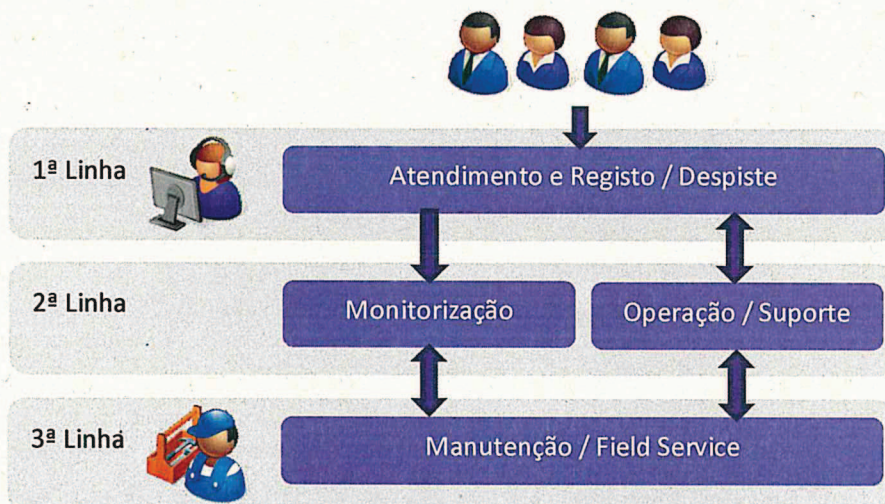 1ª Linha
Atendimento e Registo / Despiste
2ª Linha
Monitorização
Operação / Suporte
3ª Linha
Manutenção / Field Service